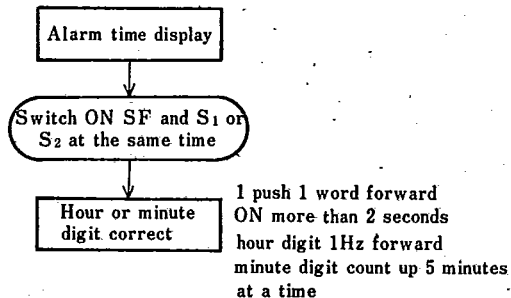 Alarm time display
Switch ON SF and S₁ or
S₂ at the same time
Hour or minute
digit correct
1 push 1 word forward
ON more than 2 seconds
hour digit 1Hz forward
minute digit count up 5 minutes
at a time